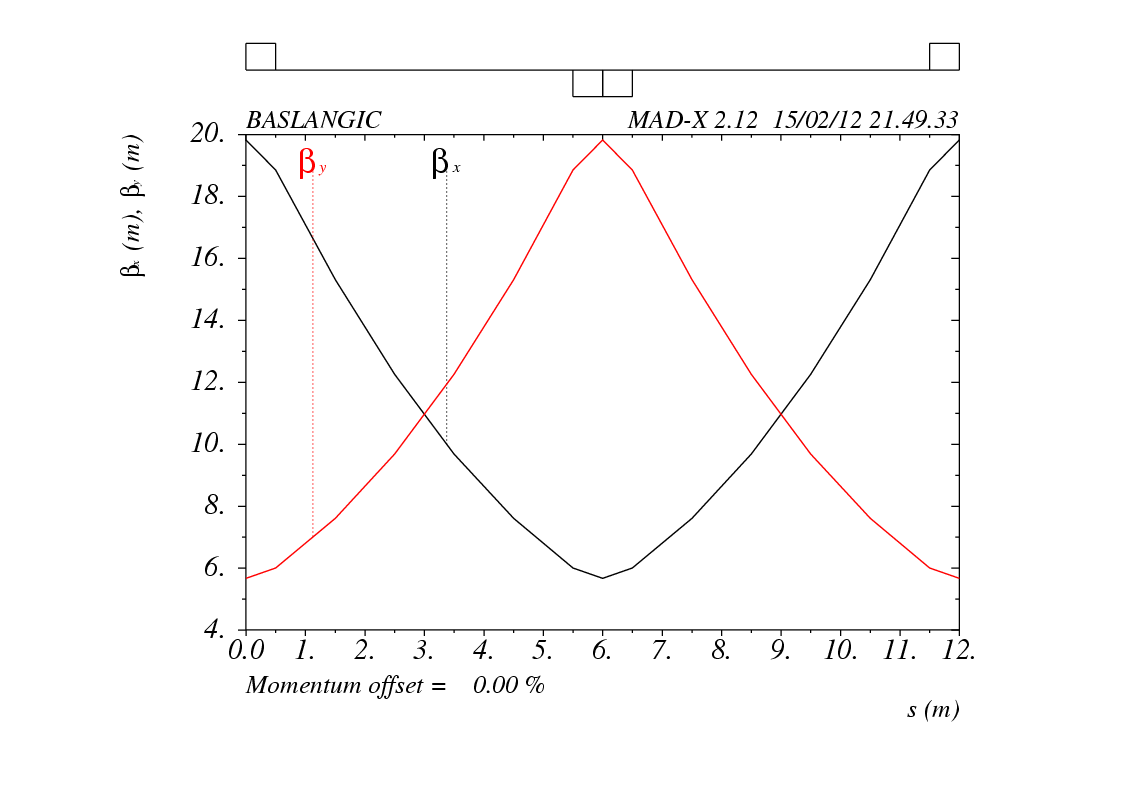 BASLANGIC MAD-X 2.12 15/02/12 21.49.33
βx (m), βy (m)
βy βx
20.
18.
16.
14.
12.
10.
8.
6.
4.
0.0 1. 2. 3. 4. 5. 6. 7. 8. 9. 10. 11. 12.
Momentum offset = 0.00 %
s (m)